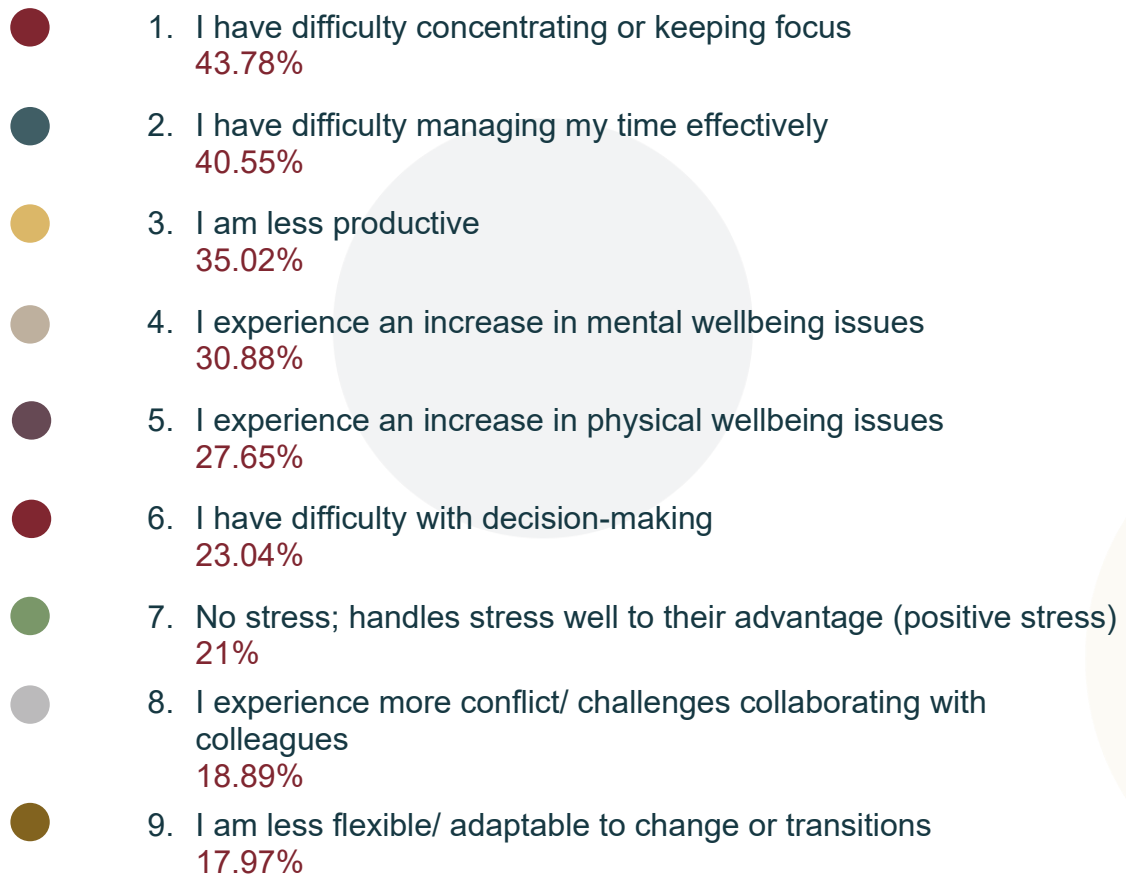 1. I have difficulty concentrating or keeping focus
43.78%
2. I have difficulty managing my time effectively
40.55%
3. I am less productive
35.02%
4. I experience an increase in mental wellbeing issues
30.88%
5. I experience an increase in physical wellbeing issues
27.65%
6. I have difficulty with decision-making
23.04%
7. No stress; handles stress well to their advantage (positive stress)
21%
8. I experience more conflict/ challenges collaborating with
colleagues
18.89%
9. I am less flexible/ adaptable to change or transitions
17.97%